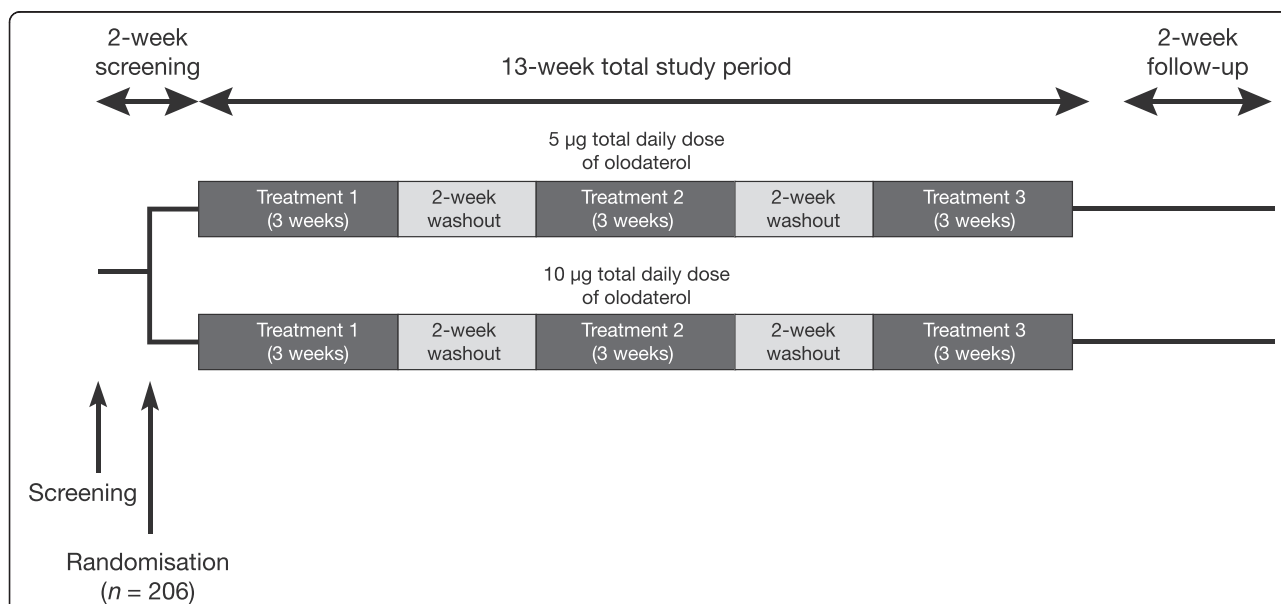 2-week
screening
13-week total study period
2-week
follow-up
5 µg total daily dose
of olodaterol
Treatment 1
(3 weeks)
2-week
washout
Treatment 2
(3 weeks)
2-week
washout
Treatment 3
(3 weeks)
10 µg total daily dose
of olodaterol
Treatment 1
(3 weeks)
2-week
washout
Treatment 2
(3 weeks)
2-week
washout
Treatment 3
(3 weeks)
Screening
Randomisation
(n = 206)